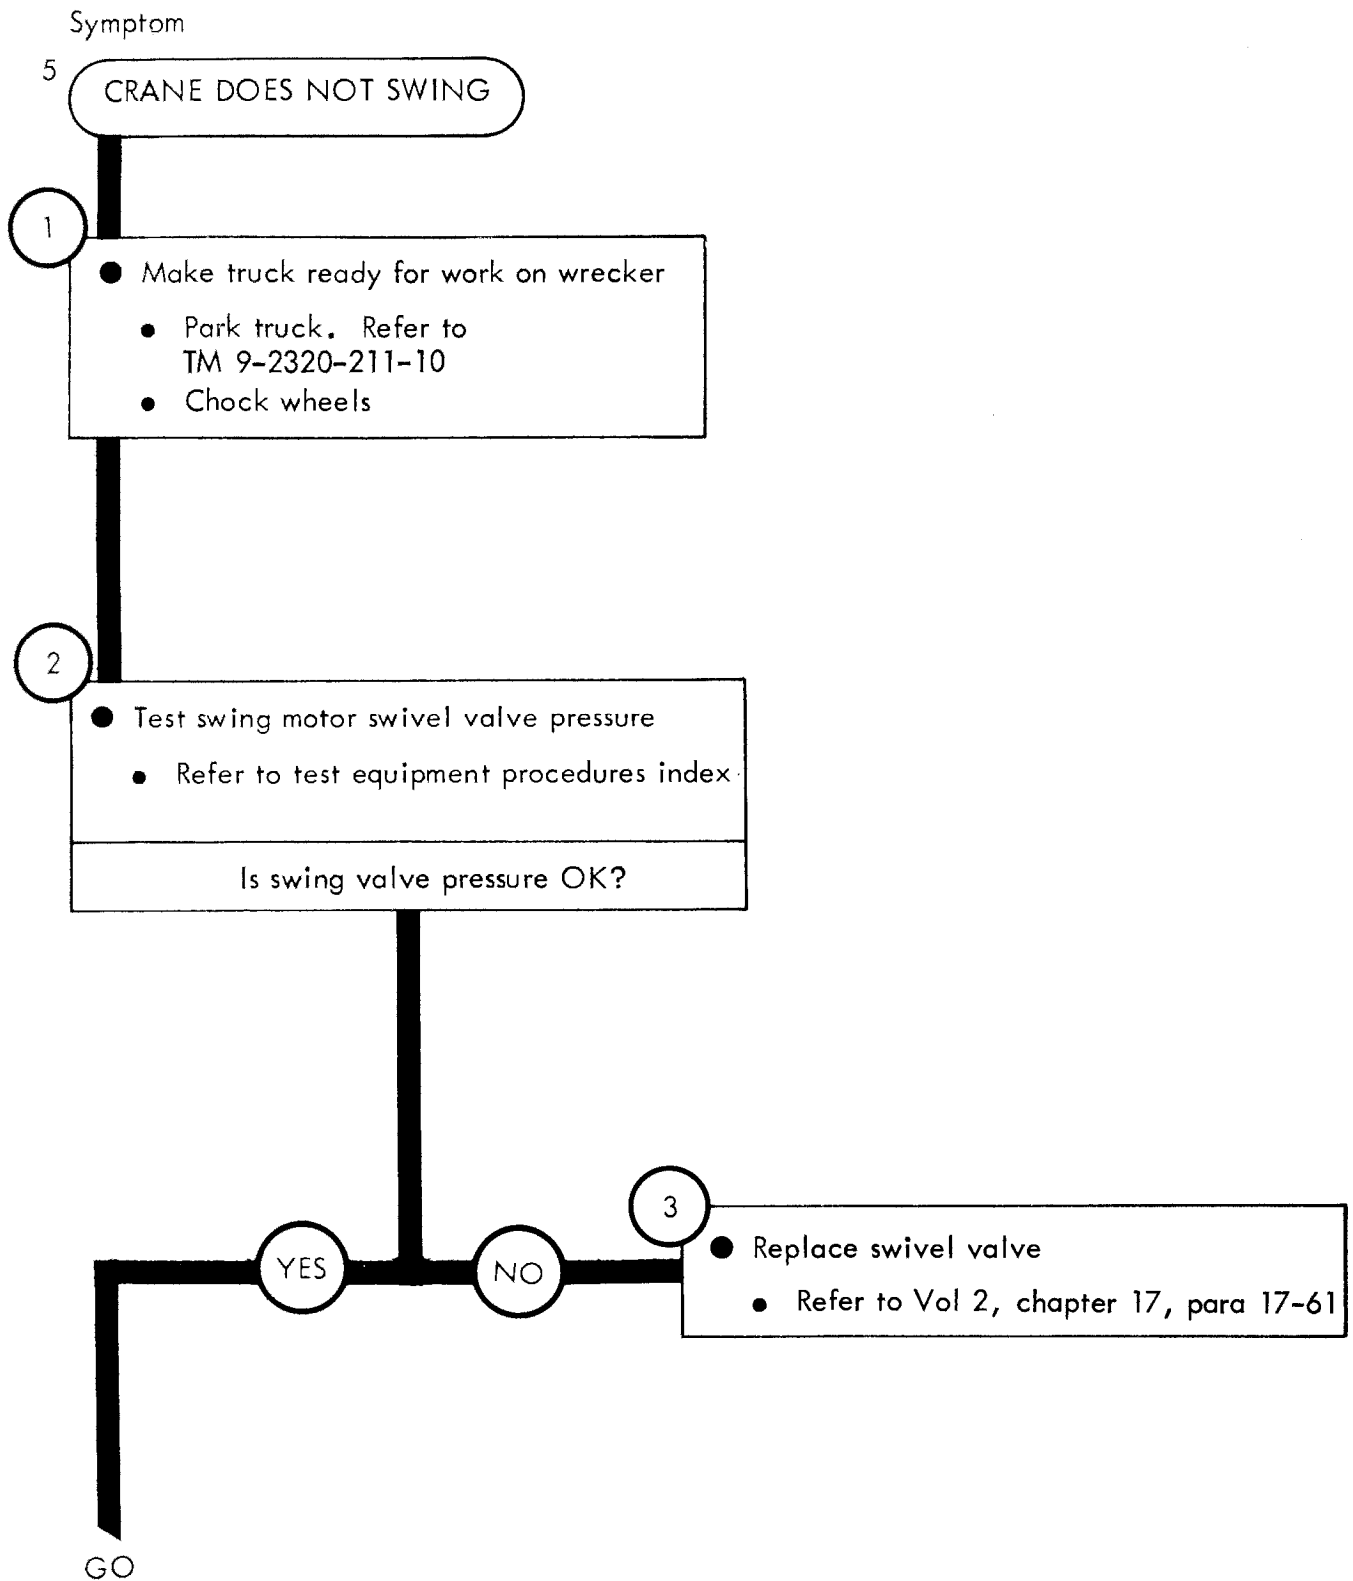 Symptom
5
CRANE DOES NOT SWING
1
● Make truck ready for work on wrecker
● Park truck. Refer to
TM 9-2320-211-10
● Chock wheels
2
● Test swing motor swivel valve pressure
● Refer to test equipment procedures index
Is swing valve pressure OK?
YES
NO
3
● Replace swivel valve
● Refer to Vol 2, chapter 17, para 17-61
GO